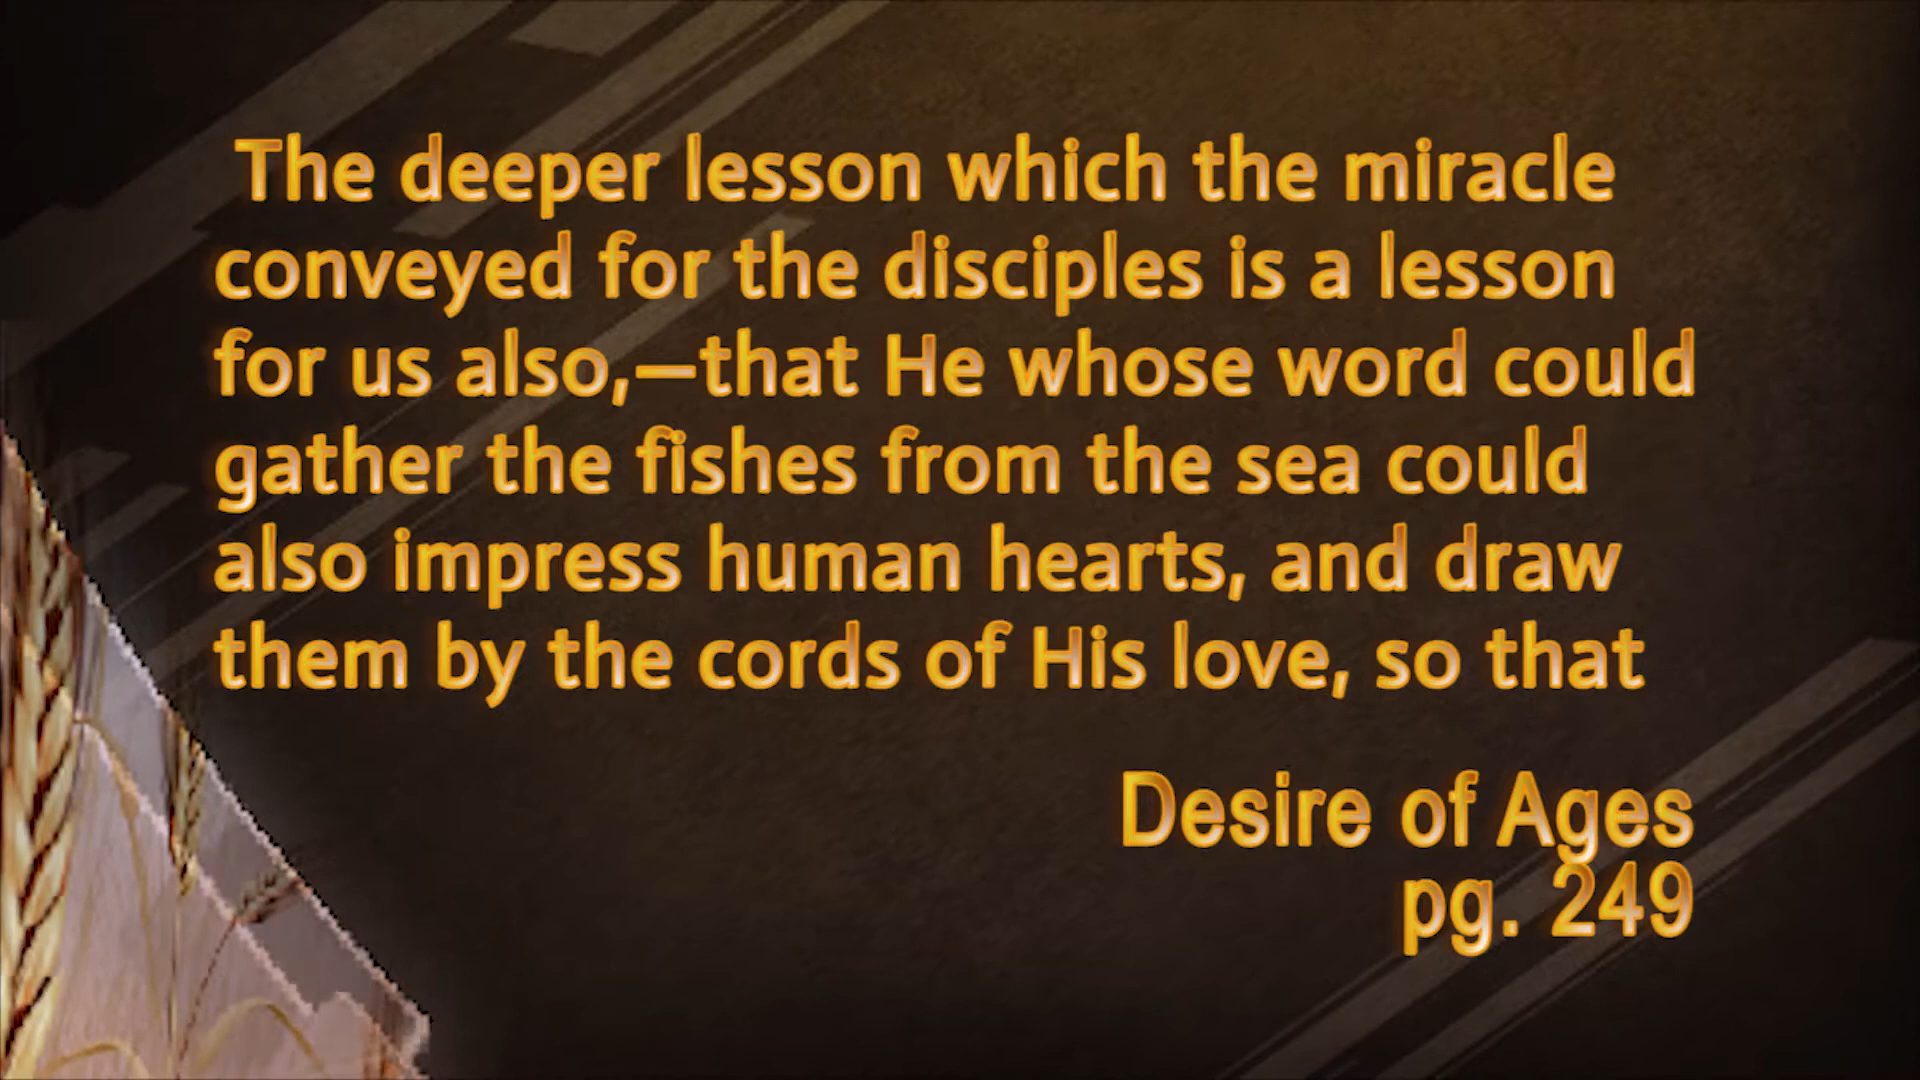 The deeper lesson which the miracle
conveyed for the disciples is a lesson
for us also,—that He whose word could
gather the fishes from the sea could
also impress human hearts, and draw
them by the cords of His love, so that
Desire of Ages
pg. 249